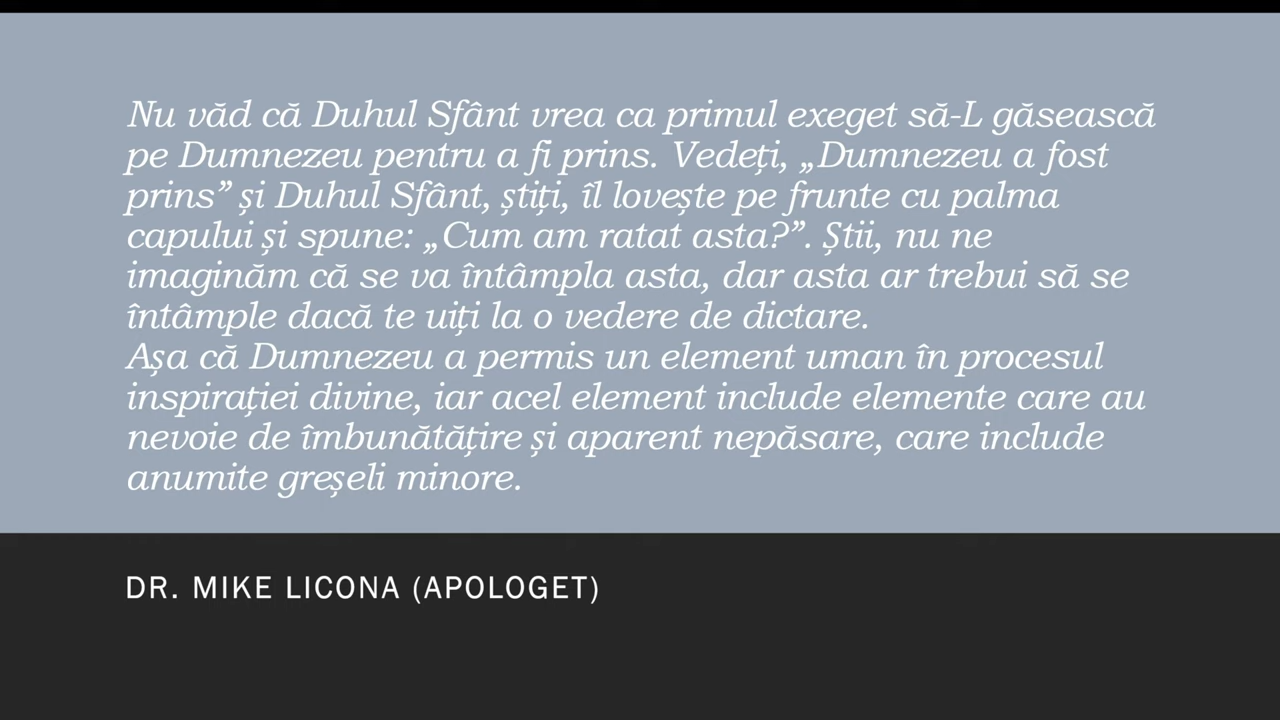 Nu văd că Duhul Sfânt vrea ca primul exeget să-L găsească
pe Dumnezeu pentru a fi prins. Vedeți, „Dumnezeu a fost
prins” și Duhul Sfânt, știți, îl lovește pe frunte cu palma
capului și spune: „Cum am ratat asta?”. Știi, nu ne
imaginăm că se va întâmpla asta, dar asta ar trebui să se
întâmple dacă te uiți la o vedere de dictare.
Așa că Dumnezeu a permis un element uman în procesul
inspirației divine, iar acel element include elemente care au
nevoie de îmbunătățire și aparent nepăsare, care include
anumite greșeli minore.
DR. MIKE LICONA (APOLOGET)